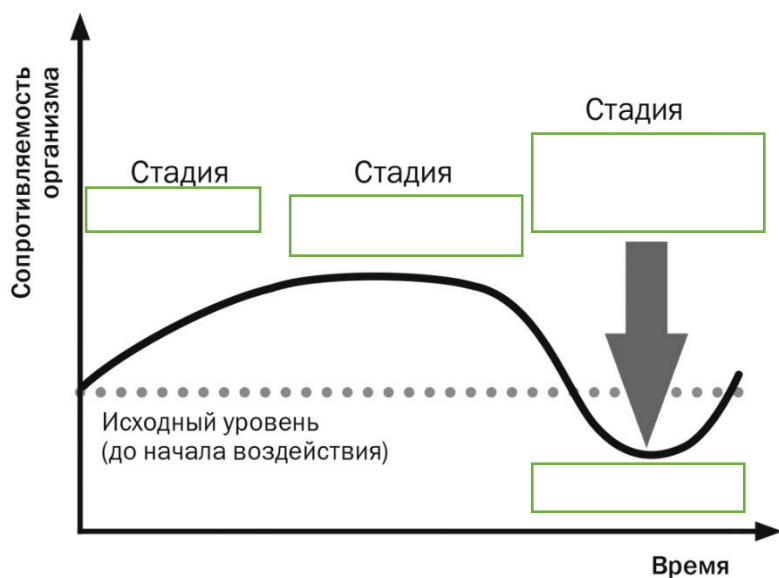 Сопротивляемость
организма
Стадия
Стадия
Стадия
Исходный уровень
(до начала воздействия)
Время